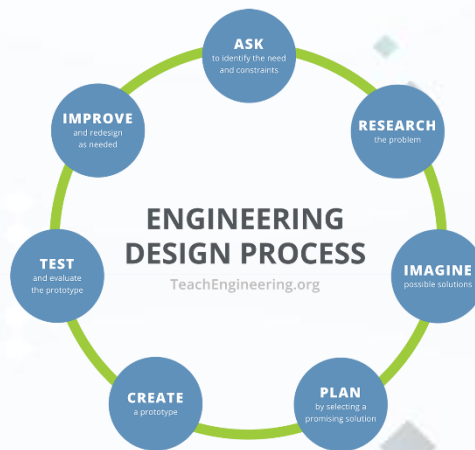 ASK
to identify the need
and constraints
RESEARCH
the problem
IMAGINE
possible solutions
PLAN
by selecting a
promising solution
CREATE
a prototype
TEST
and evaluate
the prototype
IMPROVE
and redesign
as needed
ENGINEERING
DESIGN PROCESS
TeachEngineering.org